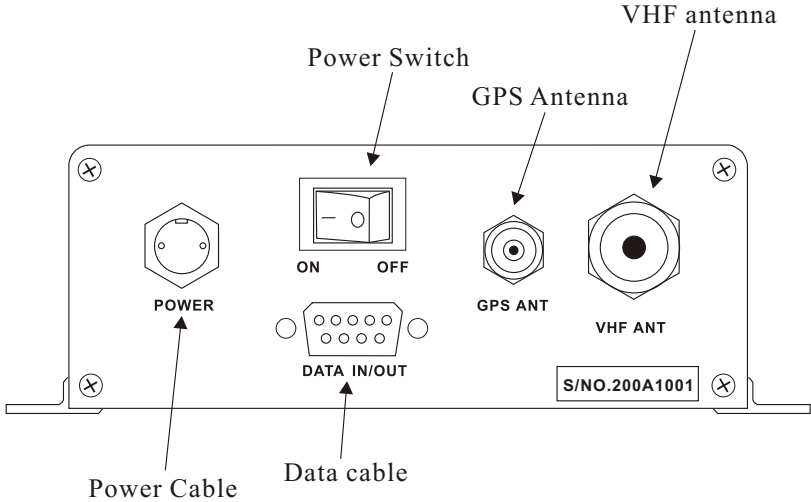 VHF antenna
Power Switch
GPS Antenna
ON OFF
POWER
GPS ANT
VHF ANT
DATA IN/OUT
S/NO.200A1001
Data cable
Power Cable